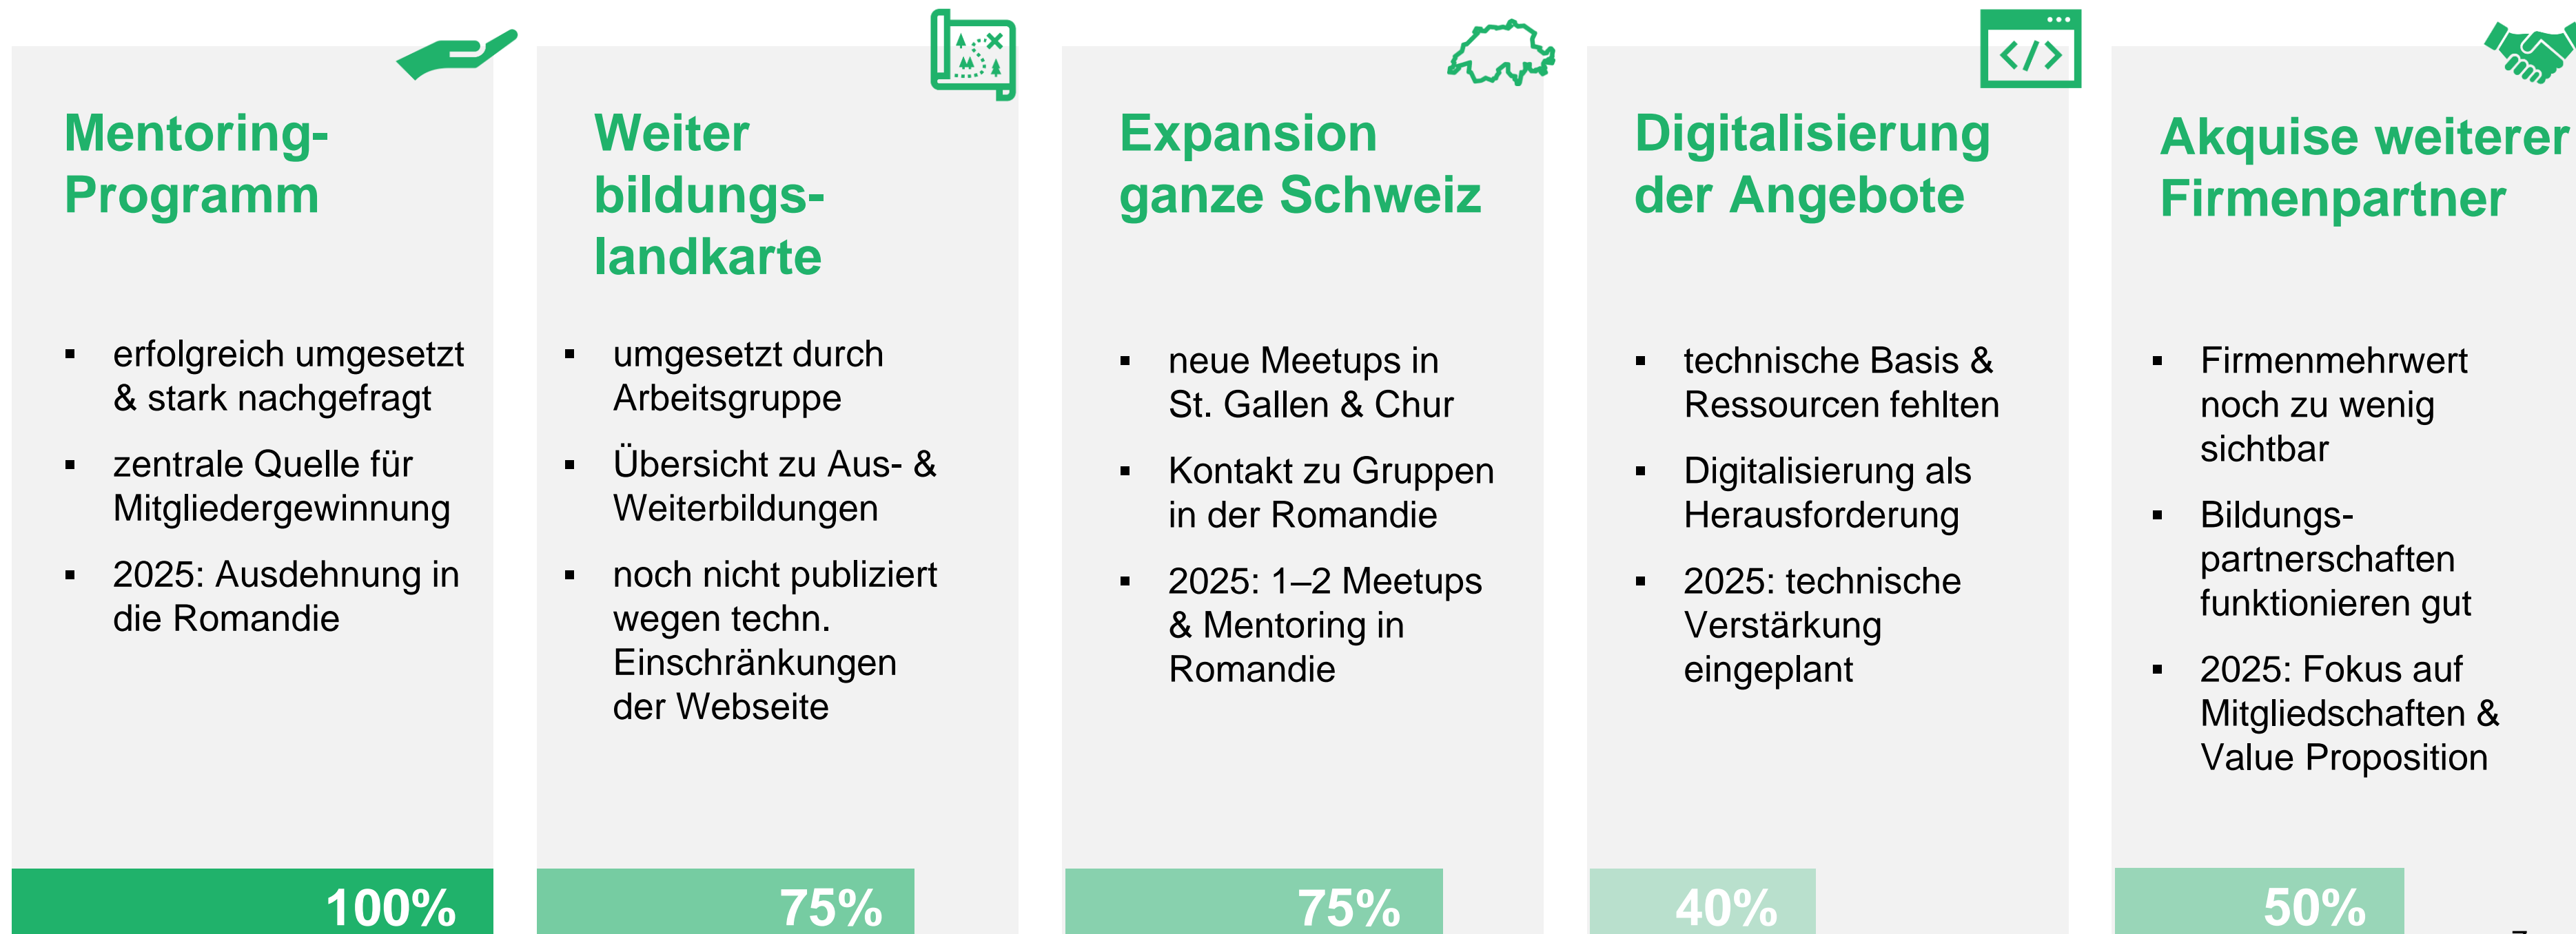 Mentoring-
Programm
erfolgreich umgesetzt
& stark nachgefragt
zentrale Quelle für
Mitgliedergewinnung
2025: Ausdehnung in
die Romandie
100%
Weiter
bildungs-
landkarte
umgesetzt durch
Arbeitsgruppe
Übersicht zu Aus- &
Weiterbildungen
noch nicht publiziert
wegen techn.
Einschränkungen
der Webseite
75%
Expansion
ganze Schweiz
neue Meetups in
St. Gallen & Chur
Kontakt zu Gruppen
in der Romandie
2025: 1–2 Meetups
& Mentoring in
Romandie
75%
</>
Digitalisierung
der Angebote
technische Basis &
Ressourcen fehlten
Digitalisierung als
Herausforderung
2025: technische
Verstärkung
eingeplant
40%
Akquise weiterer
Firmenpartner
Firmenmehrwert
noch zu wenig
sichtbar
Bildungs-
partnerschaften
funktionieren gut
2025: Fokus auf
Mitgliedschaften &
Value Proposition
50%